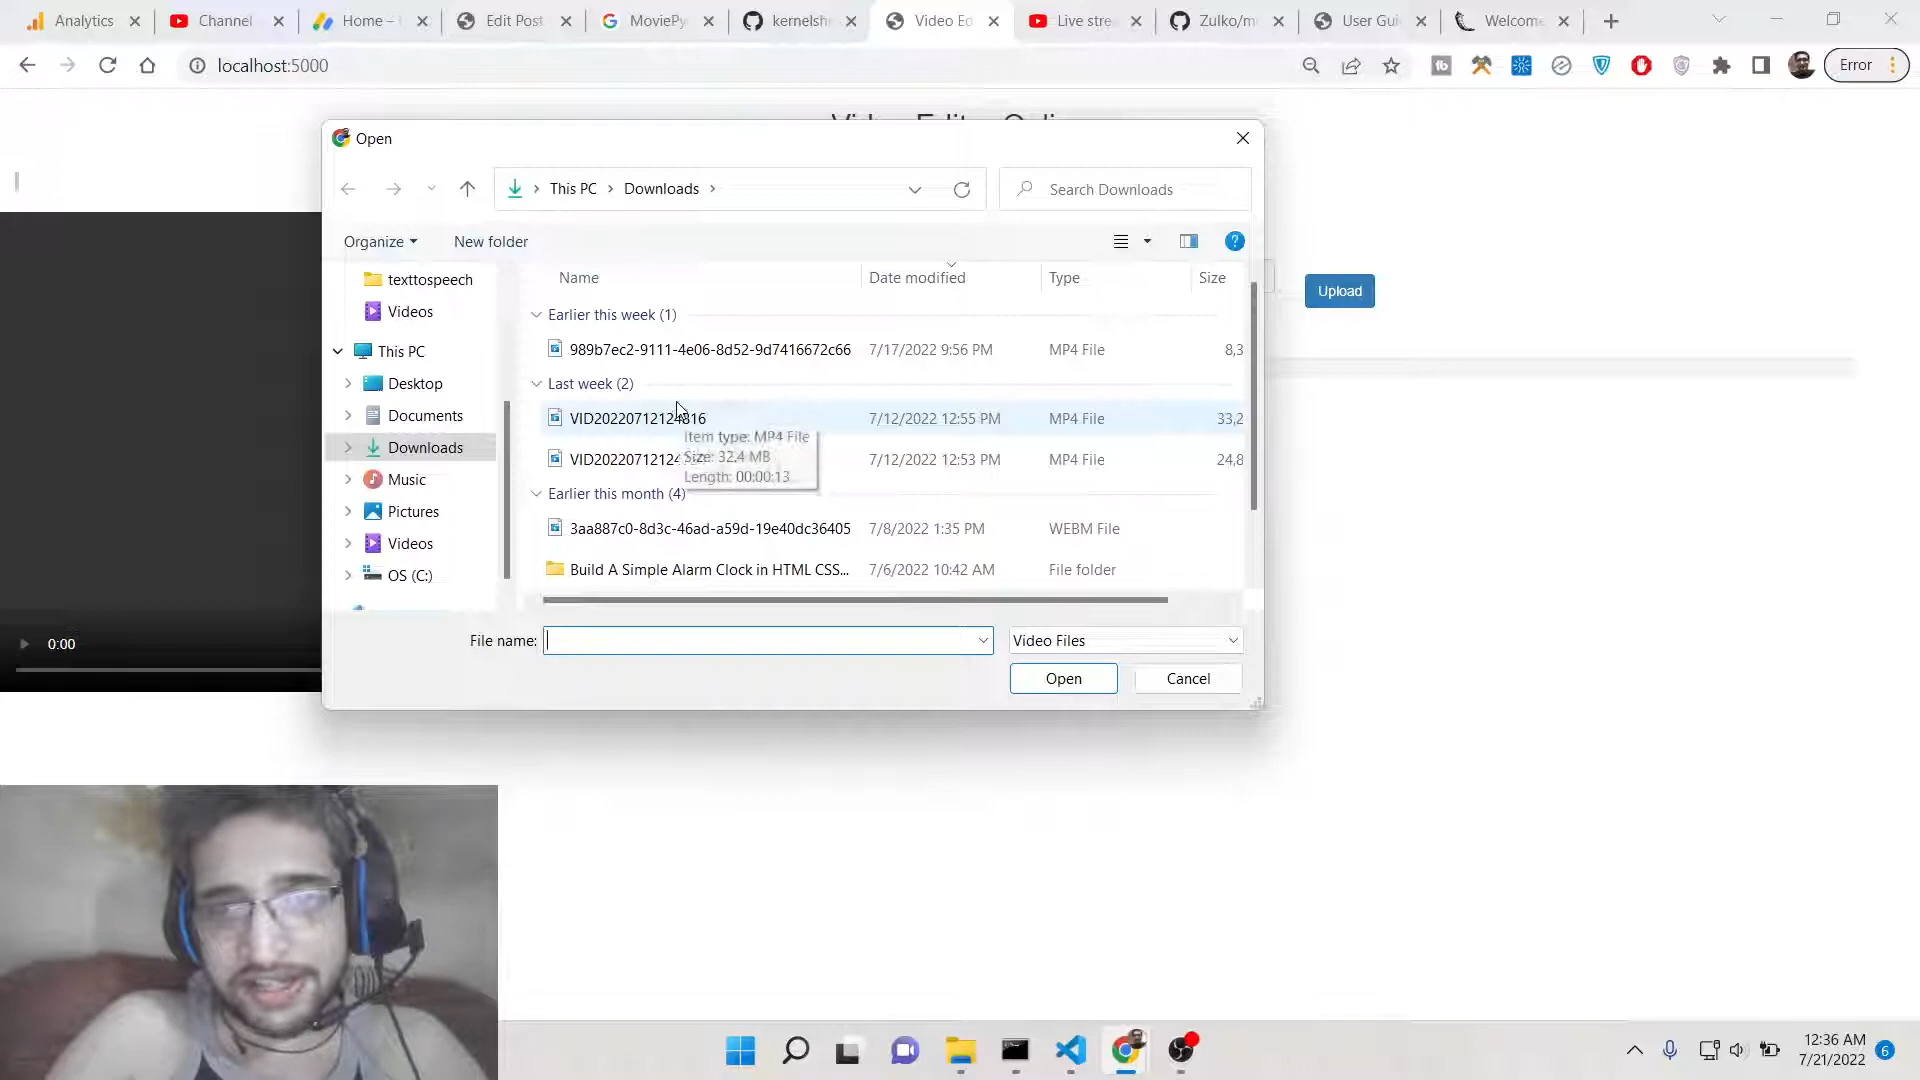 Analytics
Channel
Home –
Edit Post
MoviePy
kernelsh
Video Ed
Live stre
Zulko/m
User Gui
Welcome
localhost:5000
Error
Open
This PC
Downloads
Search Downloads
Organize
New folder
Name
Date modified
Type
Size
texttospeech
Videos
This PC
Desktop
Documents
Downloads
Music
Pictures
Videos
OS (C:)
Earlier this week (1)
989b7ec2-9111-4e06-8d52-9d7416672c66 7/17/2022 9:56 PM MP4 File 8,3
Last week (2)
VID20220712124816 7/12/2022 12:55 PM MP4 File 33,2
Item type: MP4 File
Size: 32.4 MB
Length: 00:00:13
VID20220712124 7/12/2022 12:53 PM MP4 File 24,8
Earlier this month (4)
3aa887c0-8d3c-46ad-a59d-19e40dc36405 7/8/2022 1:35 PM WEBM File
Build A Simple Alarm Clock in HTML CSS... 7/6/2022 10:42 AM File folder
File name:
Video Files
Open
Cancel
Upload
0:00
12:36 AM
7/21/2022
6